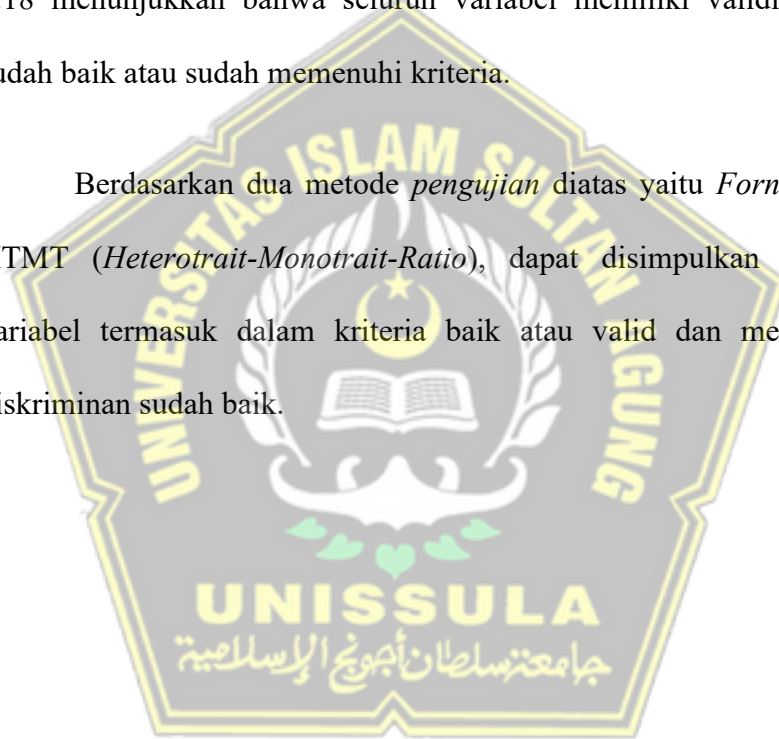 18 menunjukkan bahwa seluruh variabel memiliki
udah baik atau sudah memenuhi kriteria.
Berdasarkan dua metode pengujian diatas yaitu Forn
TMT (Heterotrait-Monotrait-Ratio), dapat disimpulkan
ariabel termasuk dalam kriteria baik atau valid dan me
iskriminan sudah baik.
UNIVERSITAS ISLAM SULTAN AGUNG
UNISSULA
جامعة سلطان أجونج الإسلامية